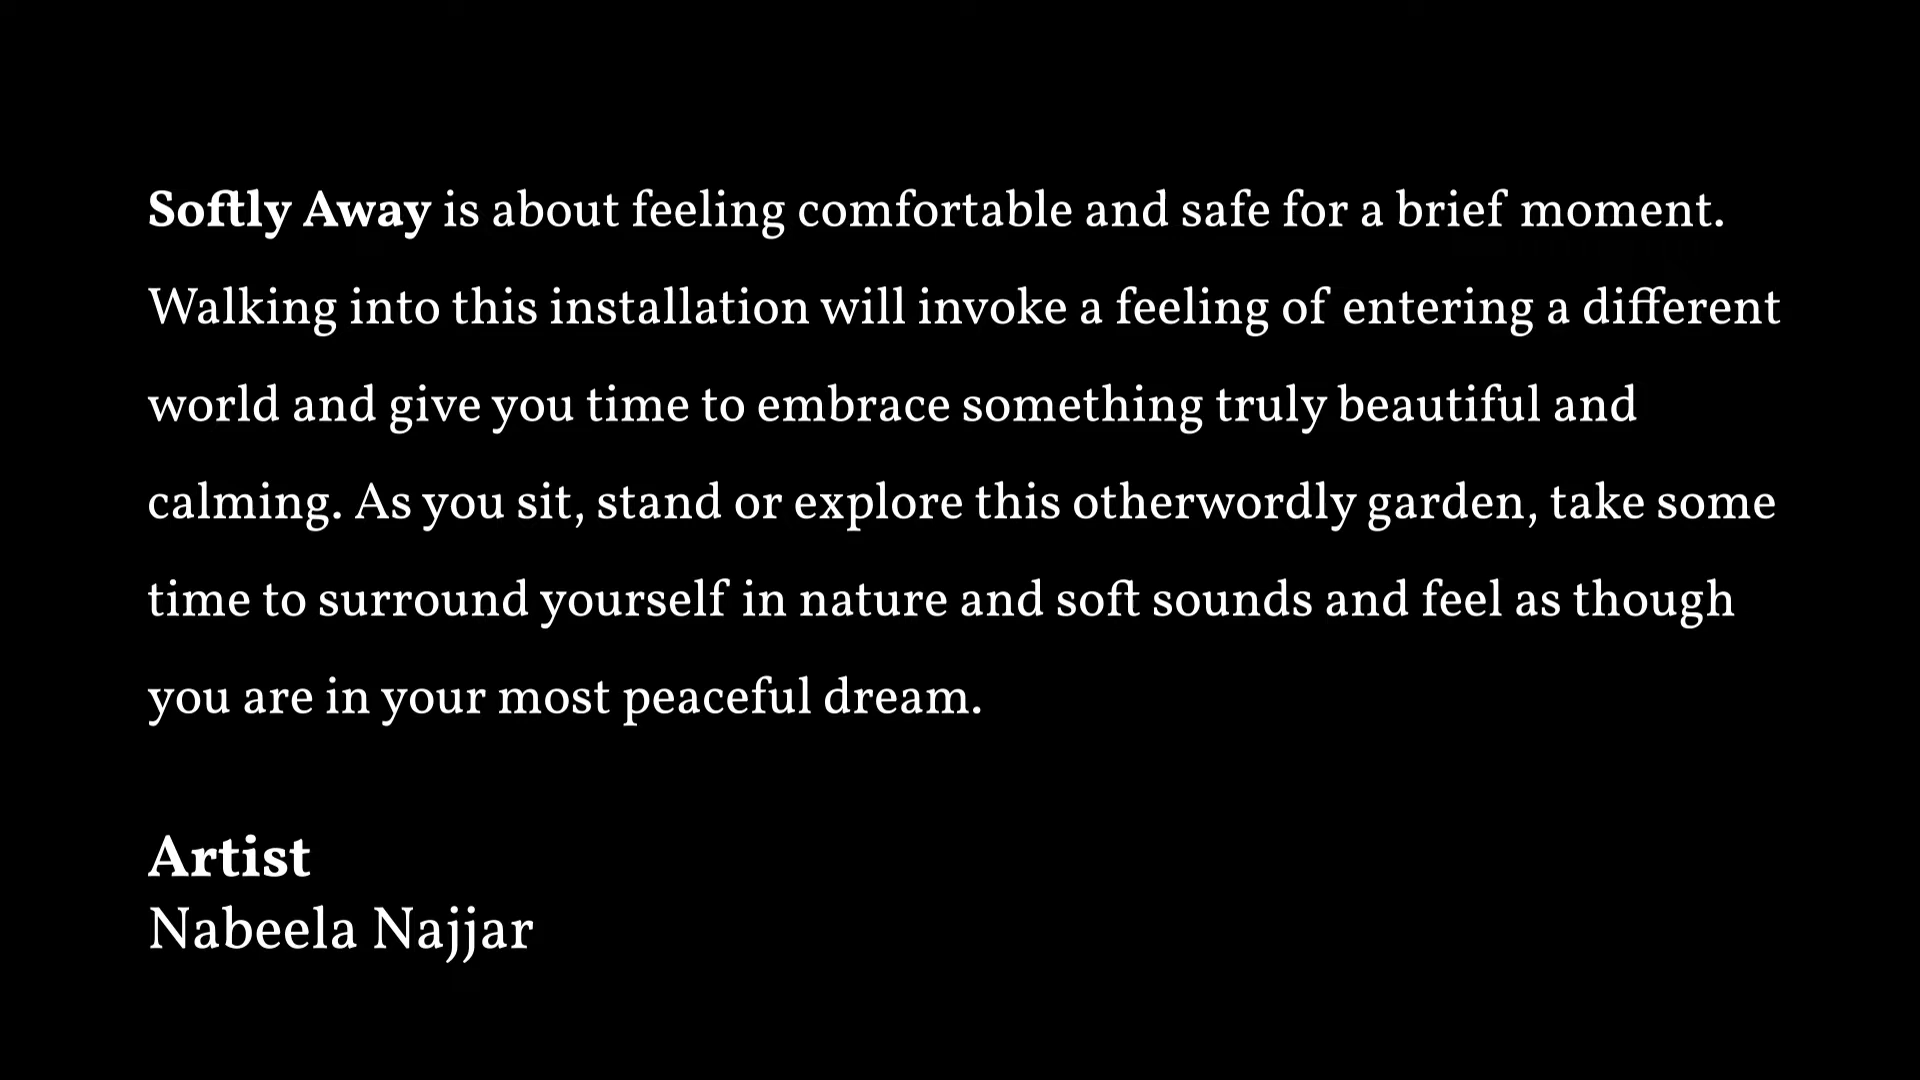 Softly Away is about feeling comfortable and safe for a brief moment.
Walking into this installation will invoke a feeling of entering a different
world and give you time to embrace something truly beautiful and
calming. As you sit, stand or explore this otherwordly garden, take some
time to surround yourself in nature and soft sounds and feel as though
you are in your most peaceful dream.
Artist
Nabeela Najjar